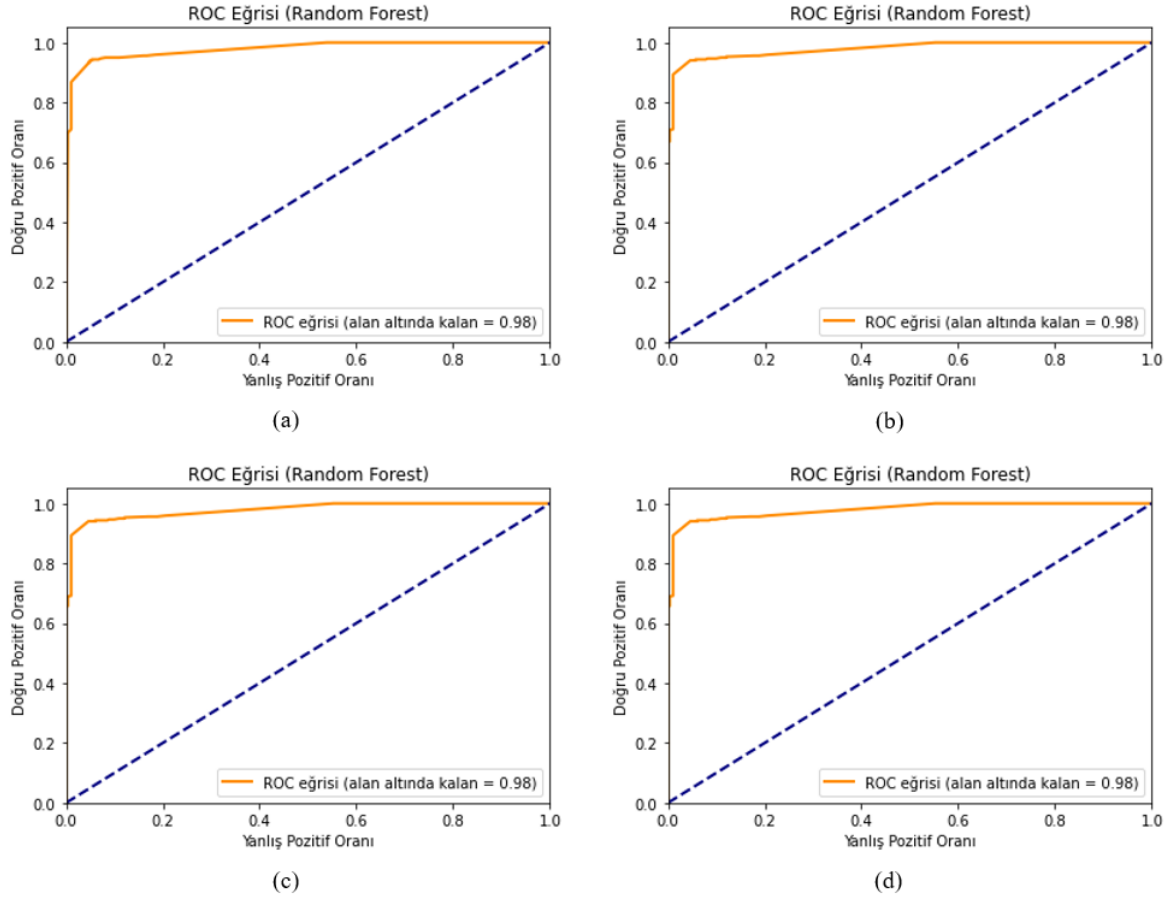 ROC Eğrisi (Random Forest)
1.0
0.8
0.6
0.4
0.2
0.0
Doğru Pozitif Oranı
ROC eğrisi (alan altında kalan = 0.98)
0.0 0.2 0.4 0.6 0.8 1.0
Yanlış Pozitif Oranı
(a)
ROC Eğrisi (Random Forest)
1.0
0.8
0.6
0.4
0.2
0.0
Doğru Pozitif Oranı
ROC eğrisi (alan altında kalan = 0.98)
0.0 0.2 0.4 0.6 0.8 1.0
Yanlış Pozitif Oranı
(b)
ROC Eğrisi (Random Forest)
1.0
0.8
0.6
0.4
0.2
0.0
Doğru Pozitif Oranı
ROC eğrisi (alan altında kalan = 0.98)
0.0 0.2 0.4 0.6 0.8 1.0
Yanlış Pozitif Oranı
(c)
ROC Eğrisi (Random Forest)
1.0
0.8
0.6
0.4
0.2
0.0
Doğru Pozitif Oranı
ROC eğrisi (alan altında kalan = 0.98)
0.0 0.2 0.4 0.6 0.8 1.0
Yanlış Pozitif Oranı
(d)